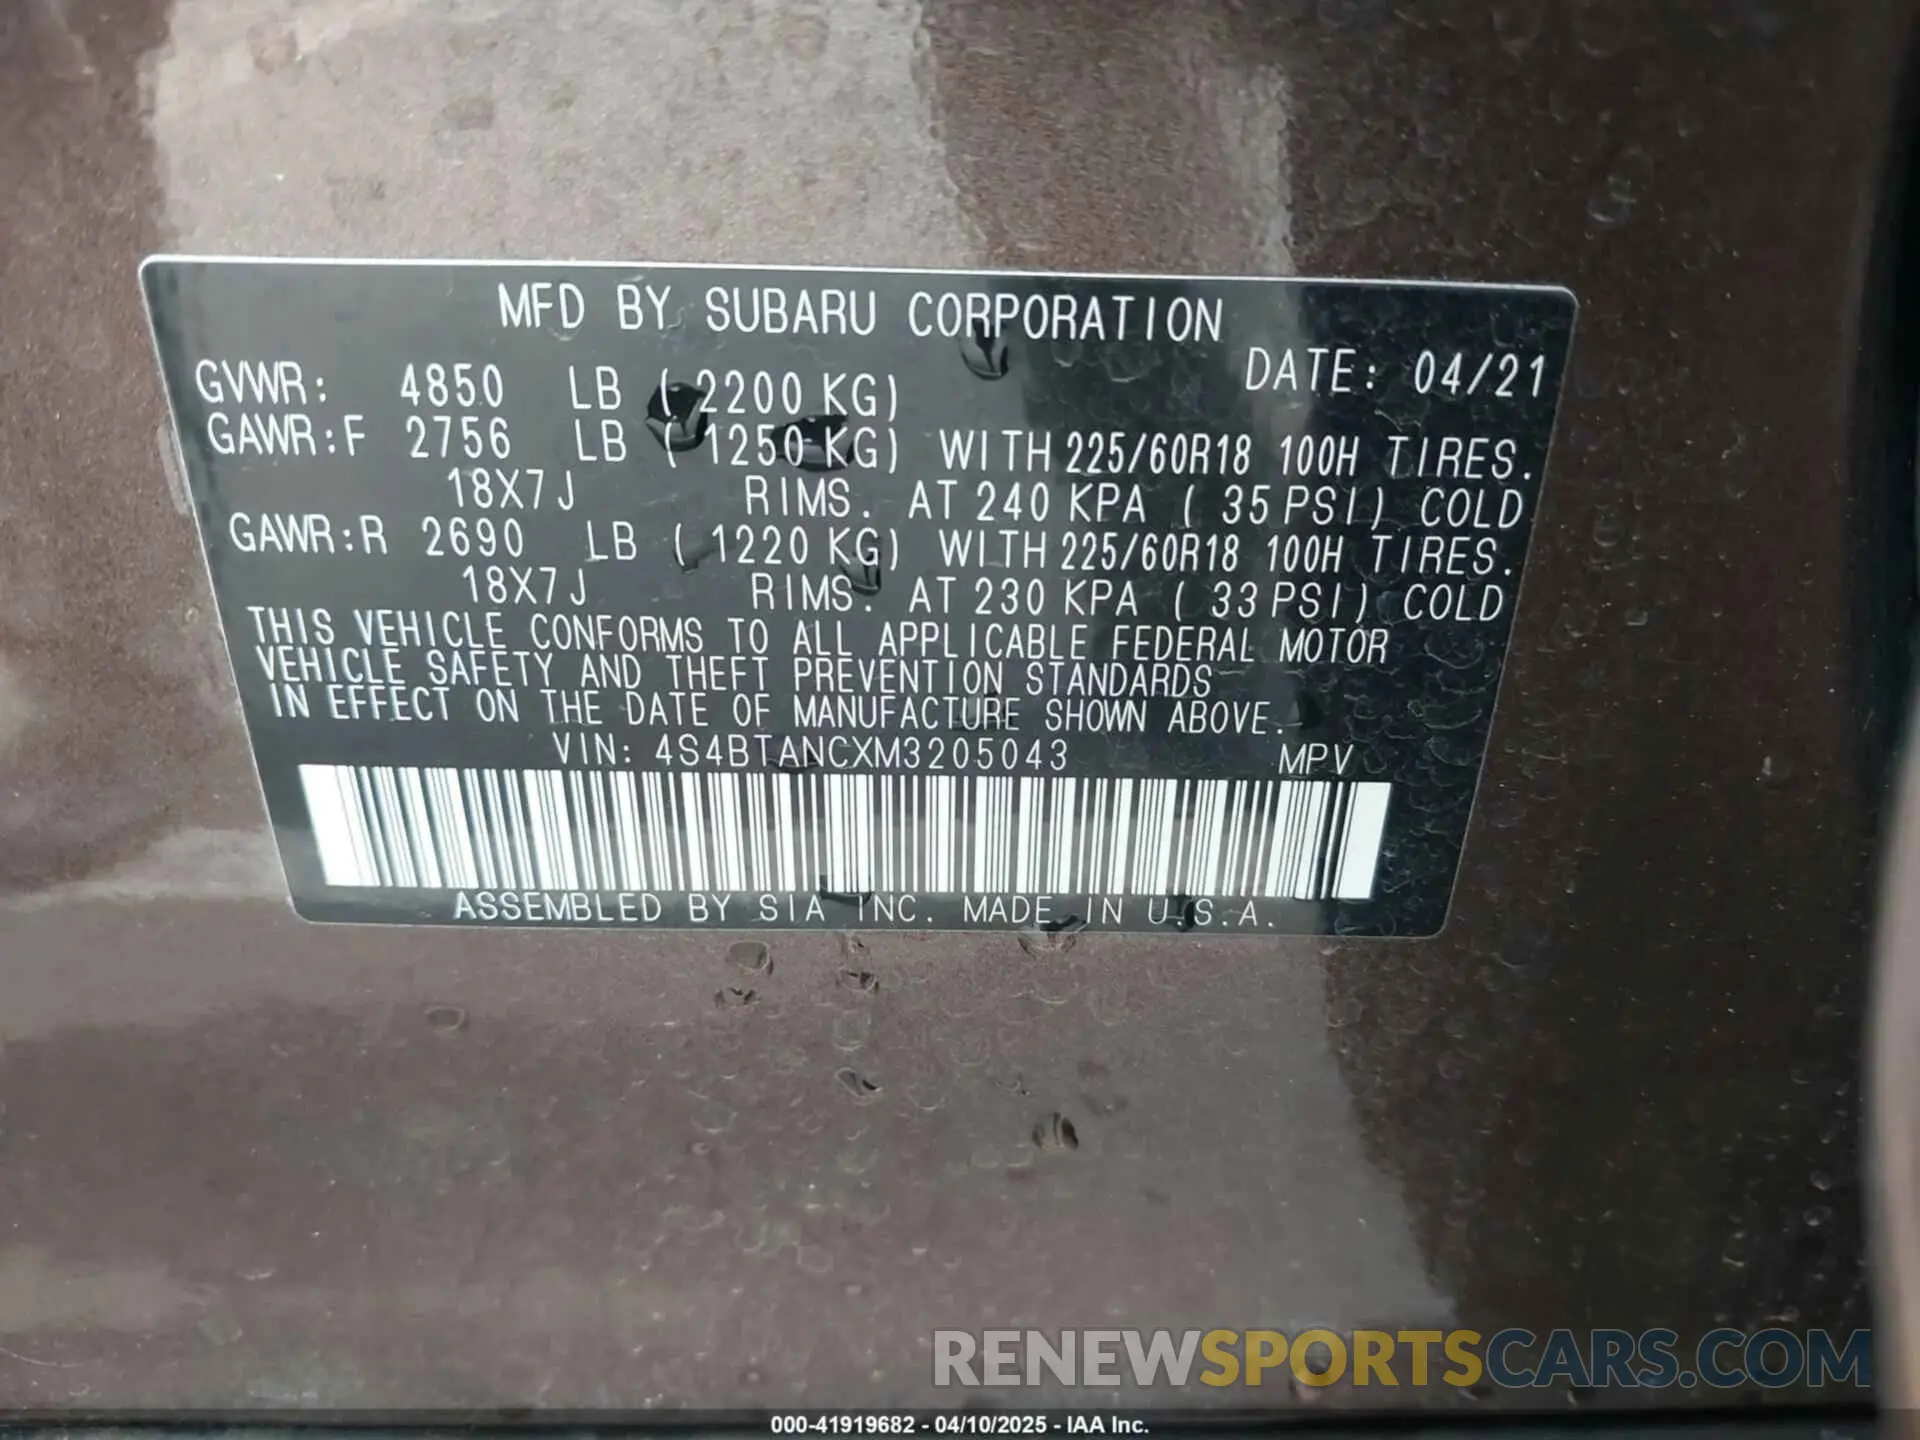 MFD BY SUBARU CORPORATION
DATE: 04/21
GVWR: 4850 LB (2200 KG)
GAWR:F 2756 LB (1250 KG) WITH 225/60R18 100H TIRES.
18X7J RIMS. AT 240 KPA ( 35 PSI) COLD
GAWR:R 2690 LB ( 1220 KG) WITH 225/60R18 100H TIRES.
18X7J RIMS. AT 230 KPA ( 33 PSI) COLD
THIS VEHICLE CONFORMS TO ALL APPLICABLE FEDERAL MOTOR
VEHICLE SAFETY AND THEFT PREVENTION STANDARDS
IN EFFECT ON THE DATE OF MANUFACTURE SHOWN ABOVE.
VIN: 4S4BTANCXM3205043 MPV
ASSEMBLED BY SIA INC. MADE IN U.S.A.
RENEWSPORTSCARS.COM
000-41919682 - 04/10/2025 - IAA Inc.